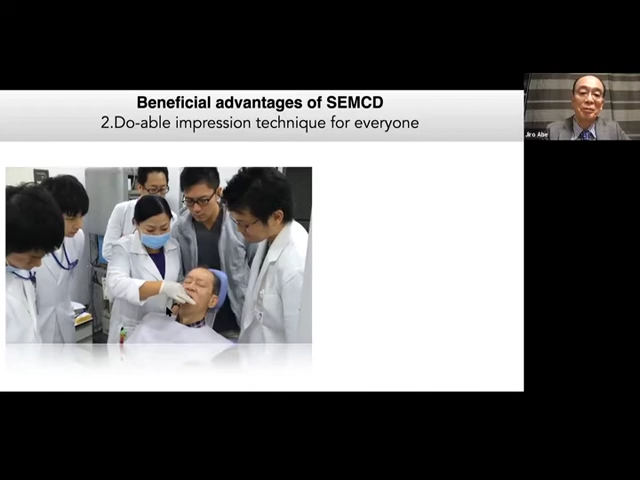 Beneficial advantages of SEMCD
2.Do-able impression technique for everyone
Jiro Abe